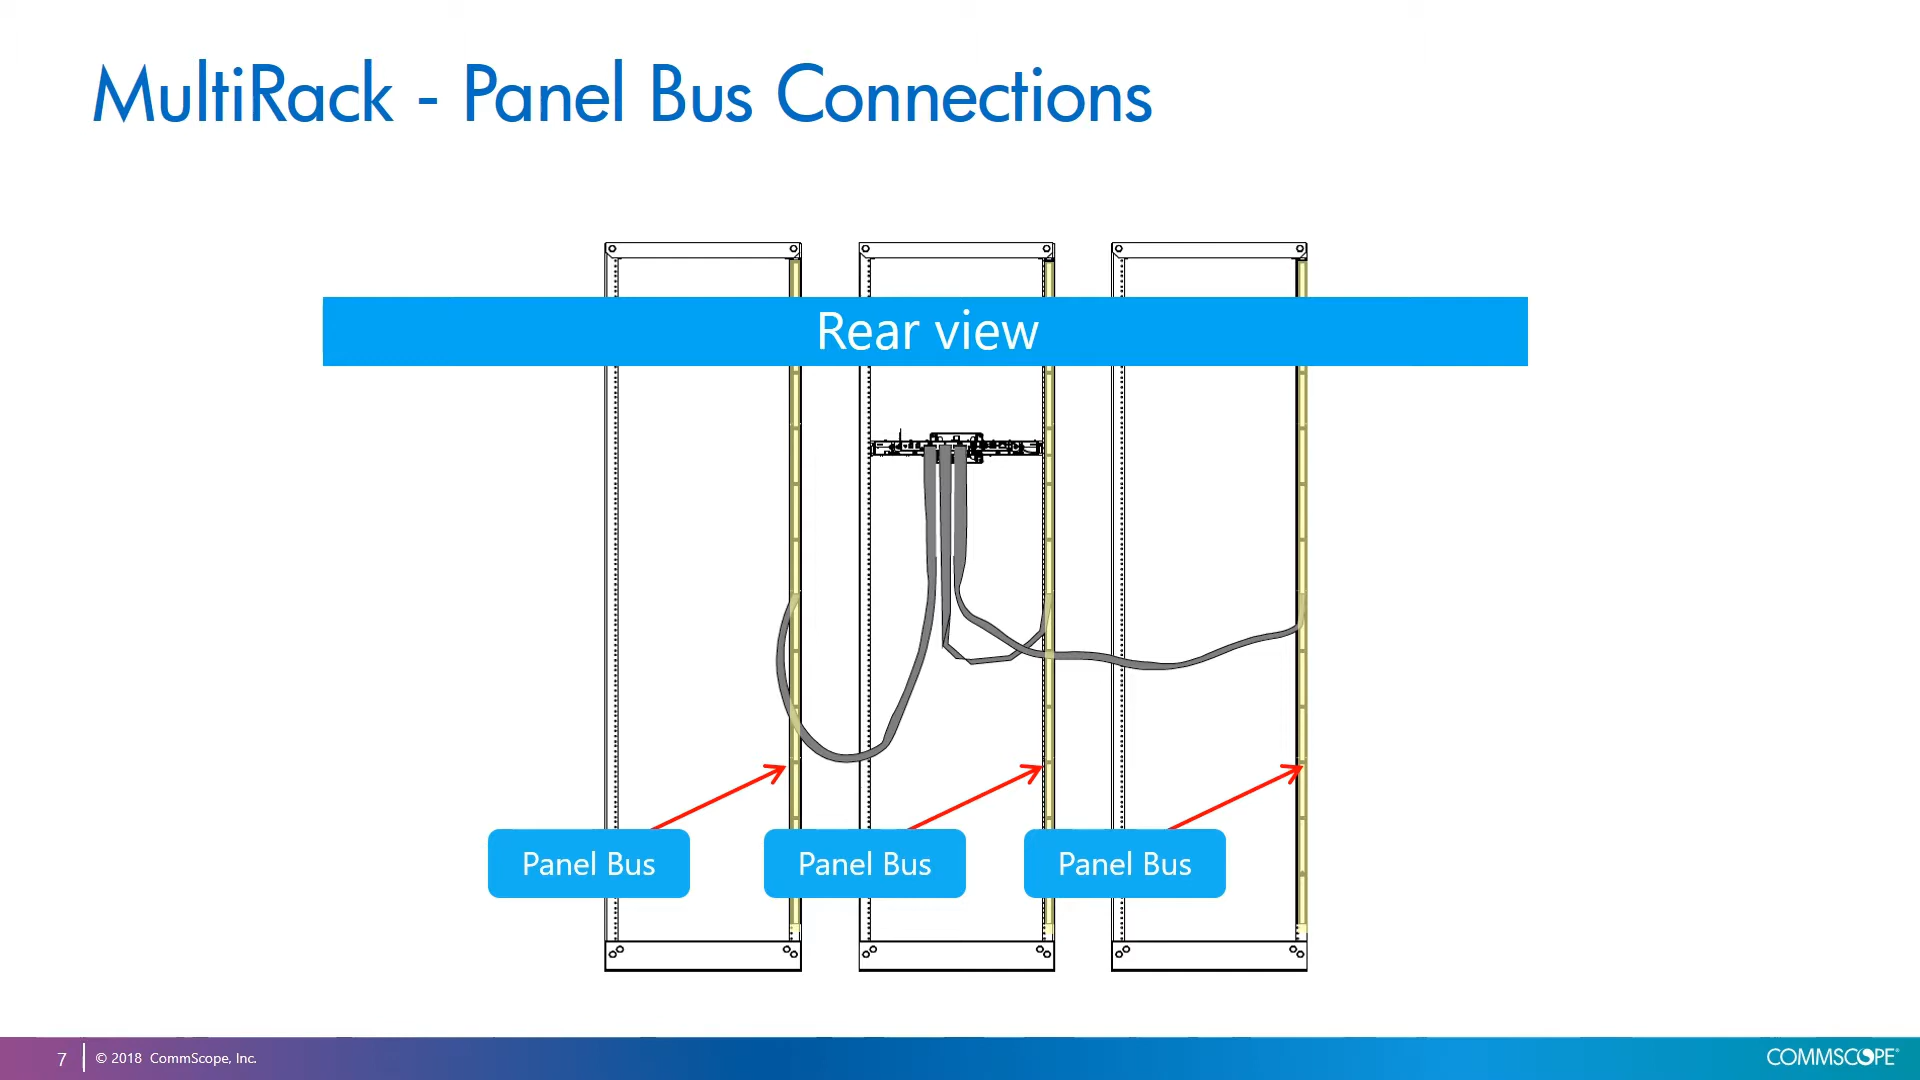 MultiRack - Panel Bus Connections
Rear view
Panel Bus
Panel Bus
Panel Bus
7
© 2018 CommScope, Inc.
COMMSCOPE®